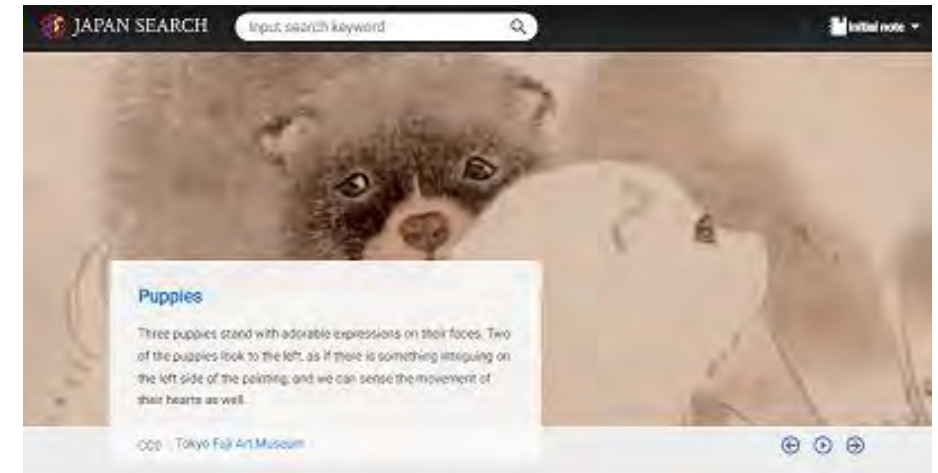 JAPAN SEARCH
Input search keyword
Initial note
Puppies
Three puppies stand with adorable expressions on their faces. Two
of the puppies look to the left, as if there is something intriguing on
the left side of the painting, and we can sense the movement of
their hearts as well.
CC0 Tokyo Fuji Art Museum